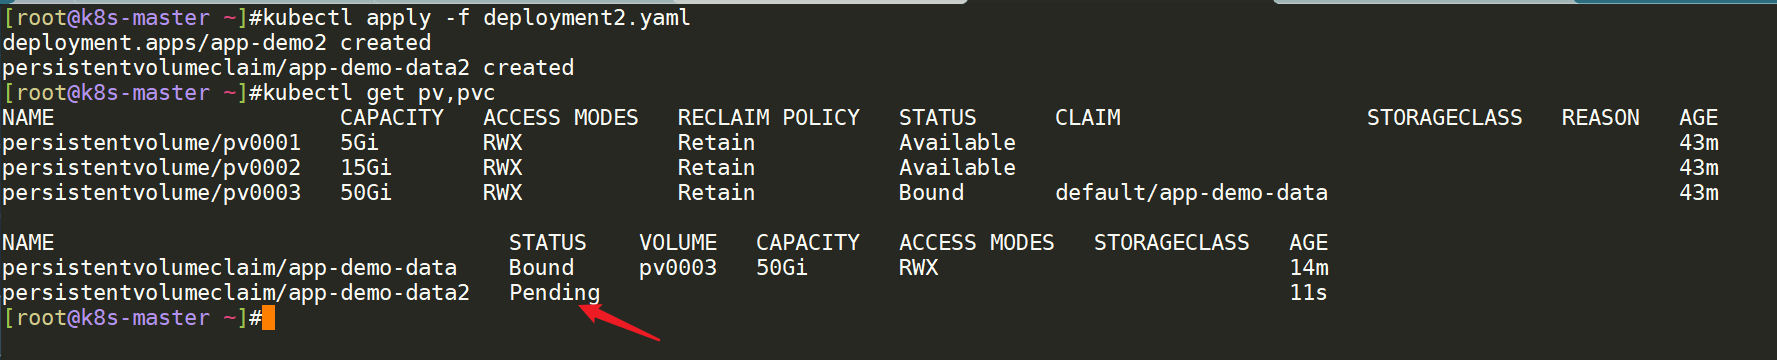 [root@k8s-master ~]#kubectl apply -f deployment2.yaml
deployment.apps/app-demo2 created
persistentvolumeclaim/app-demo-data2 created
[root@k8s-master ~]#kubectl get pv,pvc
NAME                      CAPACITY   ACCESS MODES   RECLAIM POLICY   STATUS      CLAIM                   STORAGECLASS   REASON   AGE
persistentvolume/pv0001   5Gi        RWX            Retain           Available                                                   43m
persistentvolume/pv0002   15Gi       RWX            Retain           Available                                                   43m
persistentvolume/pv0003   50Gi       RWX            Retain           Bound       default/app-demo-data                           43m

NAME                                   STATUS    VOLUME   CAPACITY   ACCESS MODES   STORAGECLASS   AGE
persistentvolumeclaim/app-demo-data    Bound     pv0003   50Gi       RWX                           14m
persistentvolumeclaim/app-demo-data2   Pending                                                     11s
[root@k8s-master ~]#